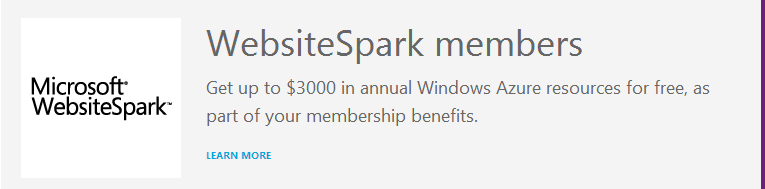 Microsoft®
WebsiteSpark™
WebsiteSpark members
Get up to $3000 in annual Windows Azure resources for free, as
part of your membership benefits.
LEARN MORE